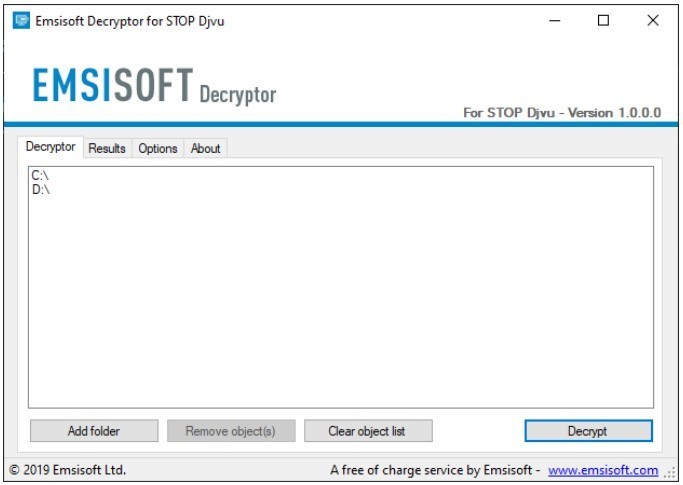 Emsisoft Decryptor for STOP Djvu
EMSISOFT Decryptor
For STOP Djvu - Version 1.0.0.0
Decryptor Results Options About
C:\
D:\
Add folder Remove object(s) Clear object list Decrypt
© 2019 Emsisoft Ltd. A free of charge service by Emsisoft - www.emsisoft.com